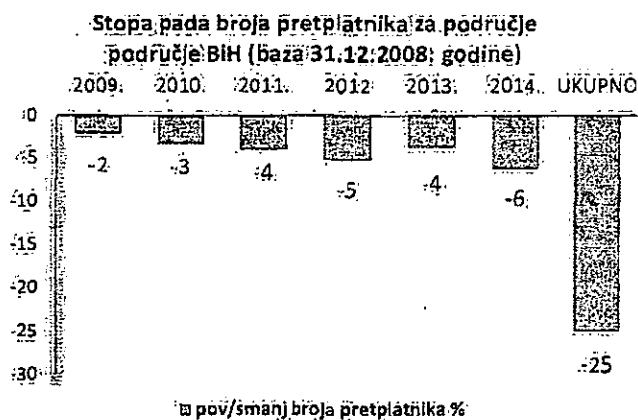 Stopa pada broja pretplatnika za područje
područje BiH (baza 31.12.2008. godine)
2009. 2010. 2011. 2012 2013. 2014. UKUPNO
0
-5
-10
-15
-20
-25
-30
-2 -3 -4 -5 -4 -6 -25
pov/smanj broja pretplatnika %